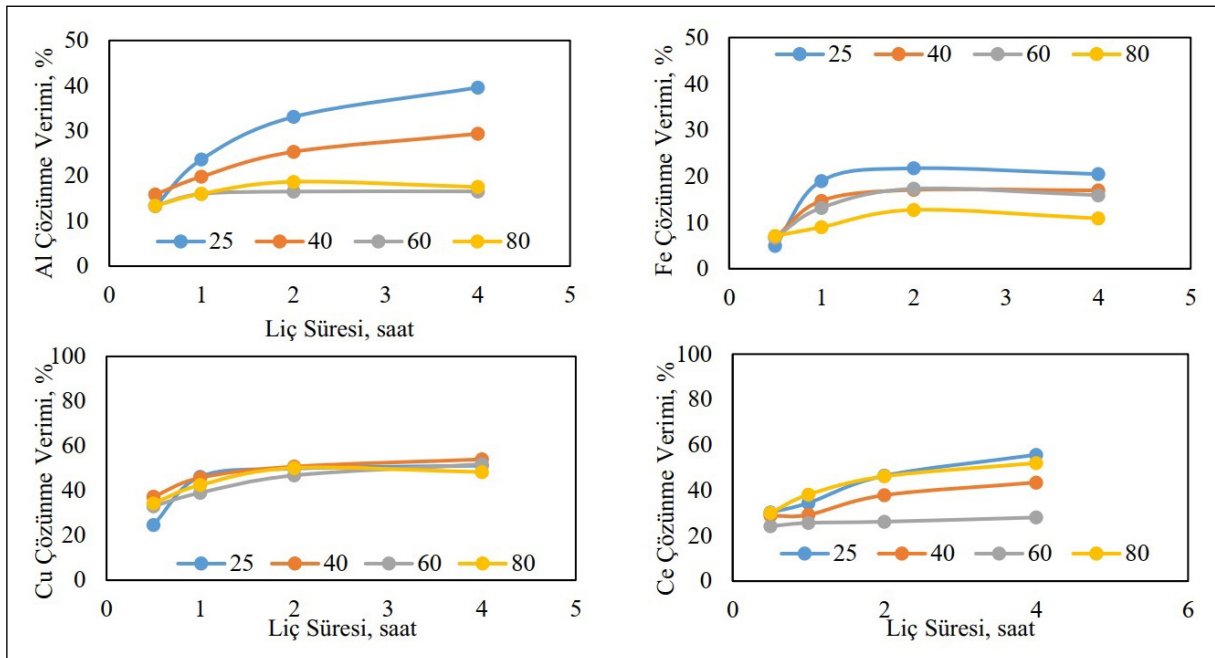 Al Çözünme Verimi, %
50
40
30
20
10
0
25 40 60 80
0 1 2 3 4 5
Liç Süresi, saat
Fe Çözünme Verimi, %
50
40
30
20
10
0
25 40 60 80
0 1 2 3 4 5
Cu Çözünme Verimi, %
100
80
60
40
20
0
25 40 60 80
0 1 2 3 4 5
Liç Süresi, saat
Ce Çözünme Verimi, %
100
80
60
40
20
0
25 40 60 80
0 2 4 6
Liç Süresi, saat